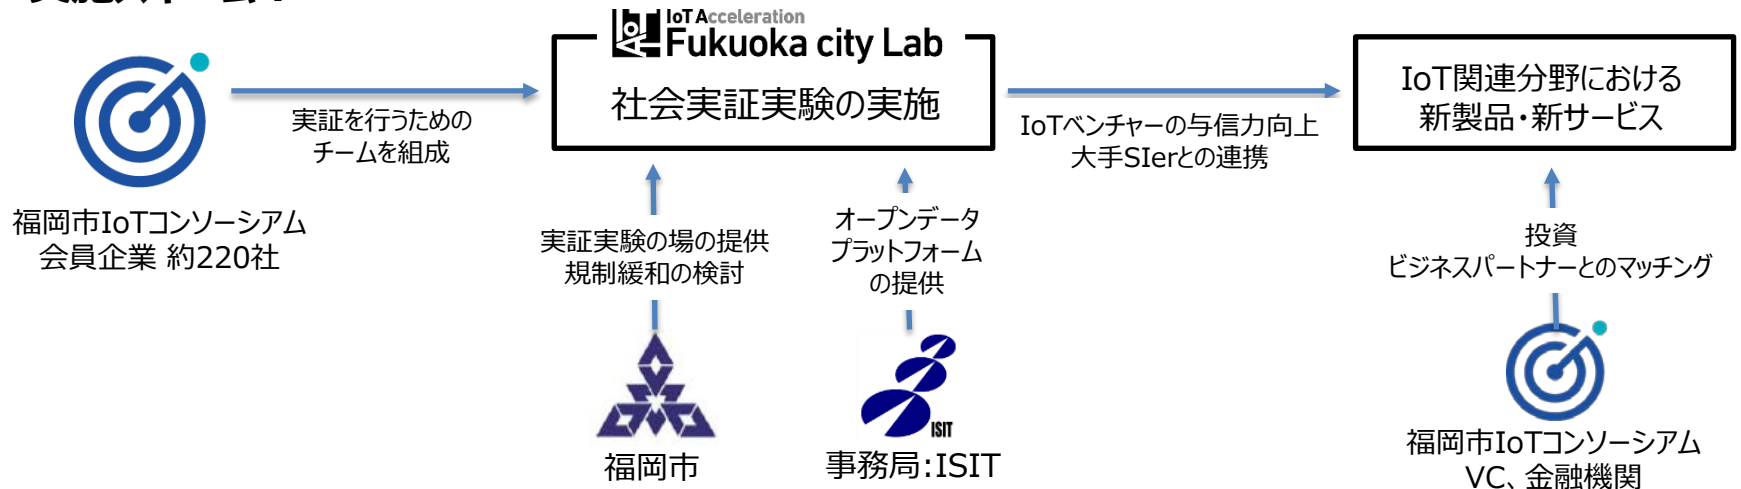 IoT Acceleration
Fukuoka city Lab
社会実証実験の実施
IoT関連分野における
新製品・新サービス
実証を行うための
チームを組成
IoTベンチャーの与信力向上
大手SIerとの連携
福岡市IoTコンソーシアム
会員企業 約220社
実証実験の場の提供
規制緩和の検討
オープンデータ
プラットフォーム
の提供
投資
ビジネスパートナーとのマッチング
ISIT
福岡市
事務局:ISIT
福岡市IoTコンソーシアム
VC、金融機関